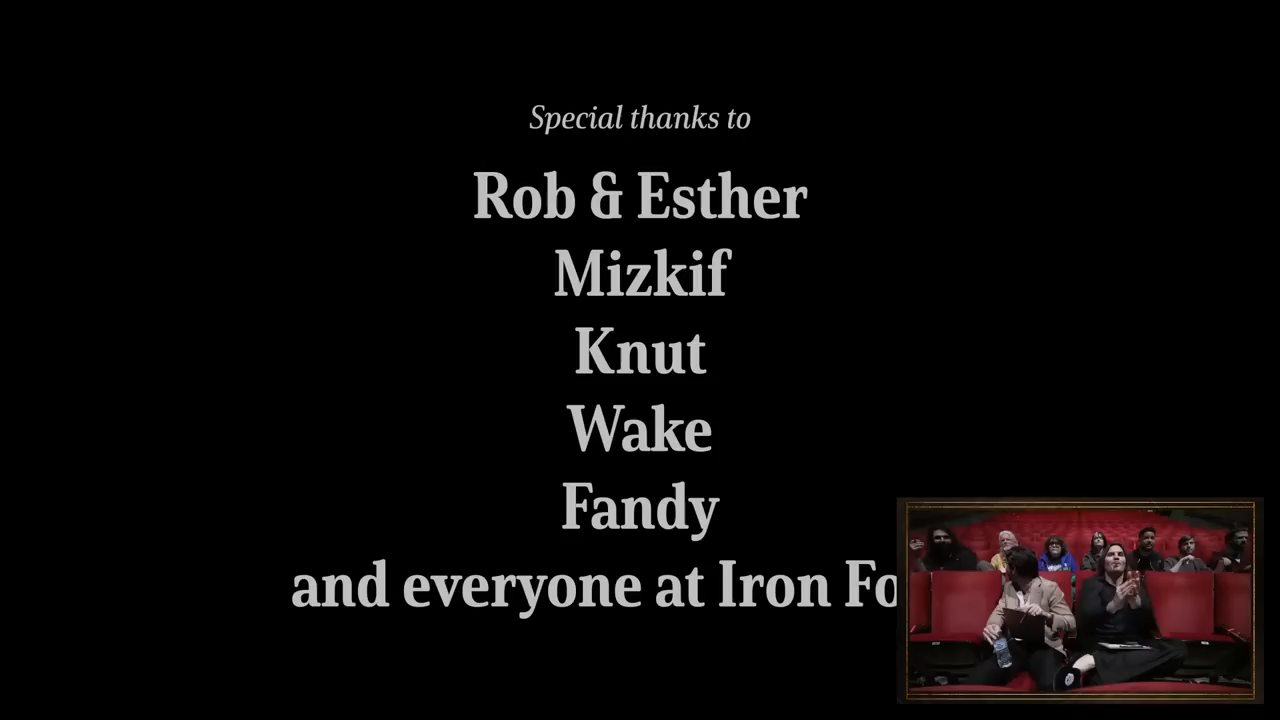 Special thanks to
Rob & Esther
Mizkif
Knut
Wake
Fandy
and everyone at Iron